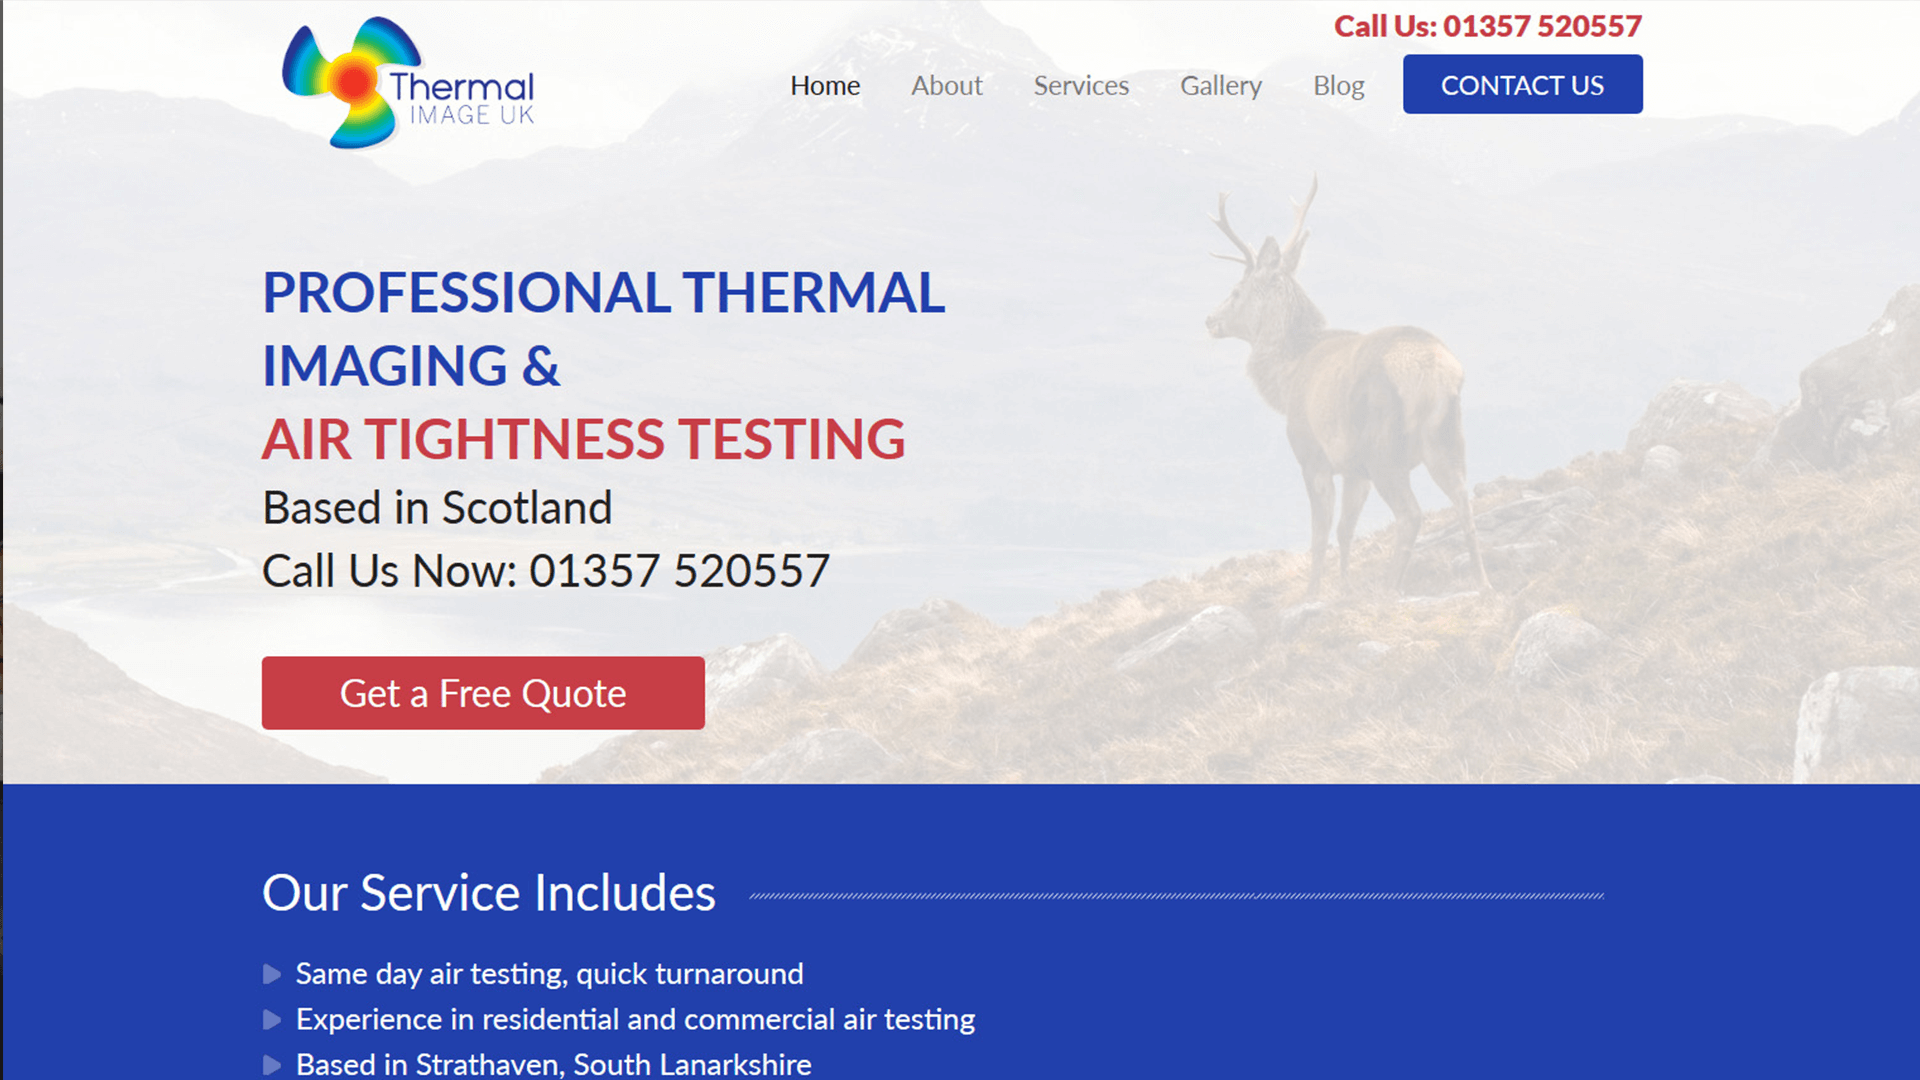 Call Us: 01357 520557
Thermal
IMAGE UK
Home About Services Gallery Blog CONTACT US
PROFESSIONAL THERMAL
IMAGING &
AIR TIGHTNESS TESTING
Based in Scotland
Call Us Now: 01357 520557
Get a Free Quote
Our Service Includes
Same day air testing, quick turnaround
Experience in residential and commercial air testing
Based in Strathaven, South Lanarkshire